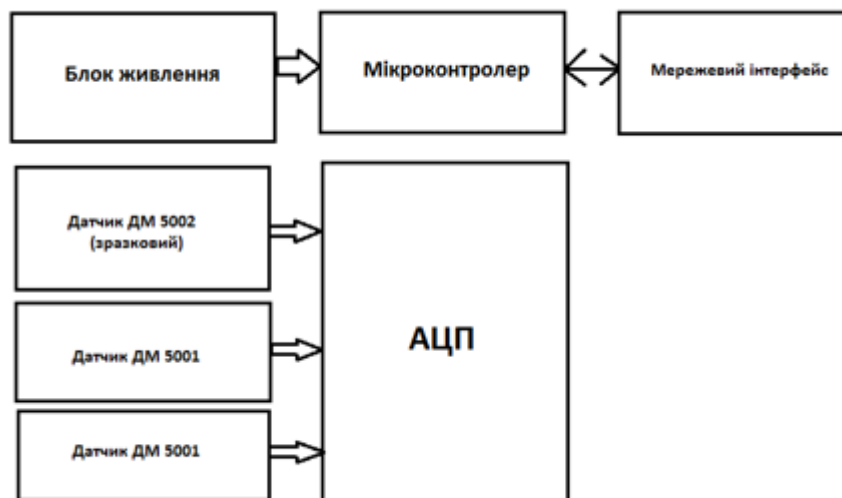 Блок живлення
Мікроконтролер
Мережевий інтерфейс
Датчик ДМ 5002
(зразковий)
АЦП
Датчик ДМ 5001
Датчик ДМ 5001